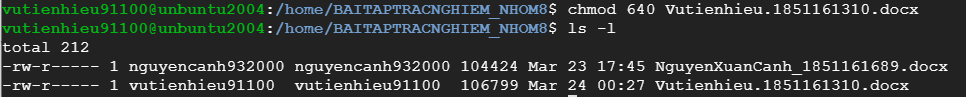 vutienhieu91100@unbuntu2004:/home/BAITAPTRACNGHIEM_NHOM8$ chmod 640 Vutienhieu.1851161310.docx
vutienhieu91100@unbuntu2004:/home/BAITAPTRACNGHIEM_NHOM8$ ls -l
total 212
-rw-r----- 1 nguyencanh932000 nguyencanh932000 104424 Mar 23 17:45 NguyenXuanCanh_1851161689.docx
-rw-r----- 1 vutienhieu91100  vutienhieu91100  106799 Mar 24 00:27 Vutienhieu.1851161310.docx